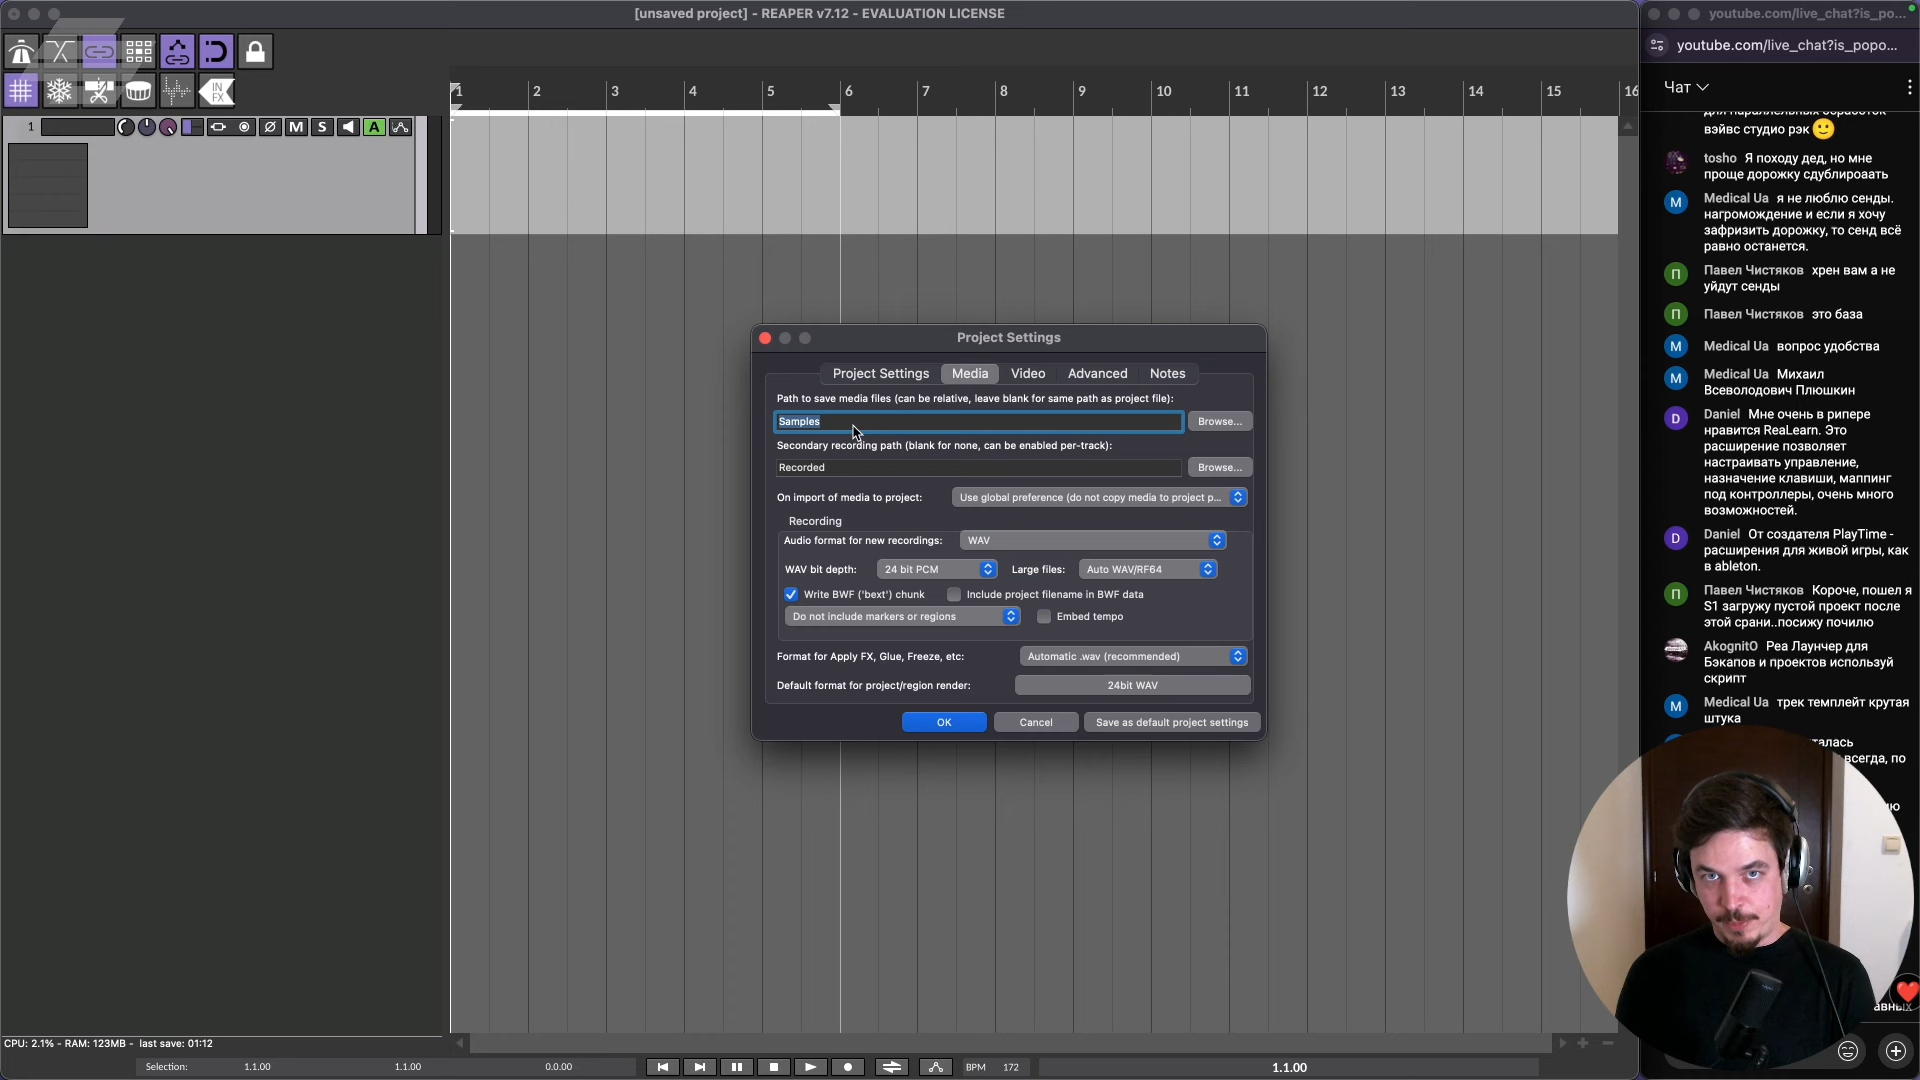 [unsaved project] - REAPER v7.12 - EVALUATION LICENSE
IN
FX
1 2 3 4 5 6 7 8 9 10 11 12 13 14 15 16
1 M S A
Project Settings
Project Settings Media Video Advanced Notes
Path to save media files (can be relative, leave blank for same path as project file):
Samples Browse...
Secondary recording path (blank for none, can be enabled per-track):
Recorded Browse...
On import of media to project: Use global preference (do not copy media to project p...
Recording
Audio format for new recordings: WAV
WAV bit depth: 24 bit PCM Large files: Auto WAV/RF64
Write BWF ('bext') chunk Include project filename in BWF data
Do not include markers or regions Embed tempo
Format for Apply FX, Glue, Freeze, etc: Automatic .wav (recommended)
Default format for project/region render: 24bit WAV
OK Cancel Save as default project settings
CPU: 2.1% - RAM: 123MB - last save: 01:12
Selection: 1.1.00 1.1.00 0.0.00 BPM 172 1.1.00
youtube.com/live_chat?is_po...
youtube.com/live_chat?is_popo...
Чат
для параллельных обработок
вэйвс студио рэк
tosho Я походу дед, но мне
проще дорожку сдублироаать
M Medical Ua я не люблю сенды.
нагромождение и если я хочу
зафризить дорожку, то сенд всё
равно останется.
П Павел Чистяков хрен вам а не
уйдут сенды
П Павел Чистяков это база
M Medical Ua вопрос удобства
M Medical Ua Михаил
Всеволодович Плюшкин
D Daniel Мне очень в рипере
нравится ReaLearn. Это
расширение позволяет
настраивать управление,
назначение клавиши, маппинг
под контроллеры, очень много
возможностей.
D Daniel От создателя PlayTime -
расширения для живой игры, как
в ableton.
П Павел Чистяков Короче, пошел я
S1 загружу пустой проект после
этой срани..посижу почилю
AkognitO Реа Лаунчер для
Бэкапов и проектов используй
скрипт
M Medical Ua трек темплейт крутая
штука
талась
всегда, по